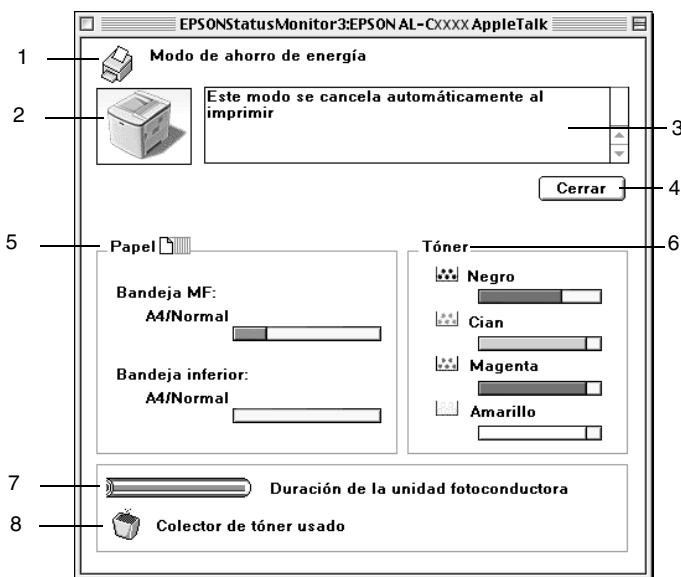 EPSONStatusMonitor3:EPSON AL-CXXXX AppleTalk
1
Modo de ahorro de energía
2
Este modo se cancela automáticamente al
imprimir
3
Cerrar
4
5
Papel
Tóner
6
Negro
Bandeja MF:
A4/Normal
Cian
Magenta
Bandeja inferior:
A4/Normal
Amarillo
7
Duración de la unidad fotoconductora
8
Colector de tóner usado